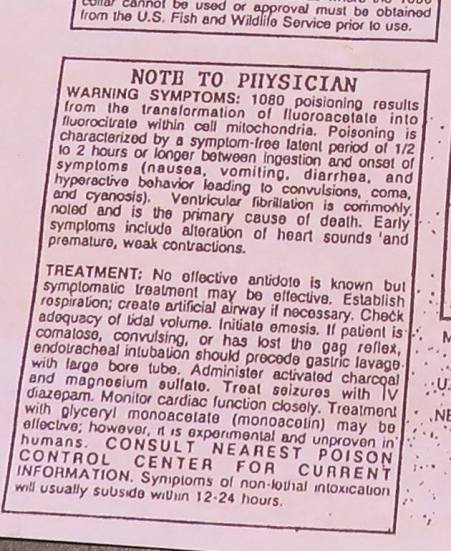 collar cannot be used or approval must be obtained
from the U.S. Fish and Wildlife Service prior to use.
NOTE TO PHYSICIAN
WARNING SYMPTOMS: 1080 poisioning results
from the transformation of fluoroacetate into
fluorocitrate within cell mitochondria. Poisoning is
characterized by a symptom-free latent period of 1/2
to 2 hours or longer between ingestion and onset of
symptoms (nausea, vomiting, diarrhea, and
hyperactive behavior leading to convulsions, coma,
and cyanosis). Ventricular fibrillation is commonly
noted and is the primary cause of death. Early
symptoms include alteration of heart sounds 'and
premature, weak contractions.
TREATMENT: No effective antidote is known but
symptomatic treatment may be effective. Establish
respiration; create artificial airway if necessary. Check
adequacy of tidal volume. Initiate emesis. If patient is
comatose, convulsing, or has lost the gag reflex,
endotracheal intubation should precede gastric lavage
with large bore tube. Administer activated charcoal
and magnesium sulfate. Treat seizures with IV
diazepam. Monitor cardiac function closely. Treatment
with glyceryl monoacetate (monoacetin) may be
effective; however, it is experimental and unproven in
humans. CONSULT NEAREST POISON
CONTROL CENTER FOR CURRENT
INFORMATION. Symptoms of non-lethal intoxication
will usually subside within 12-24 hours.